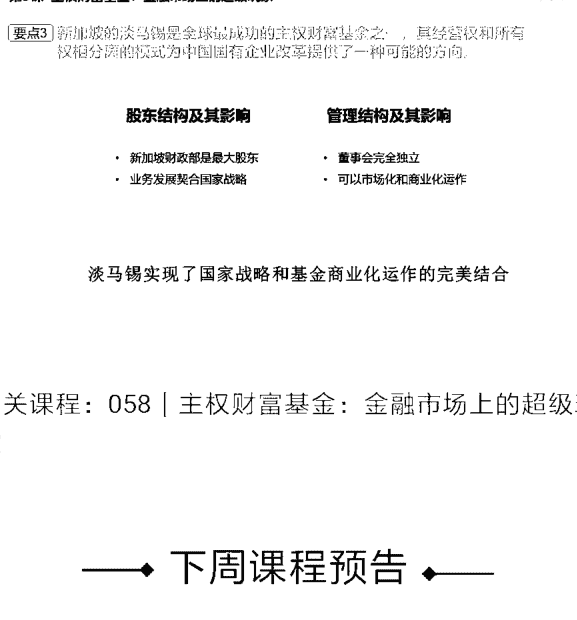 要点3 新加坡的淡马锡是全球最成功的主权财富基金之一,其经营权和所有
权相分离的模式为中国国有企业改革提供了一种可能的方向。
股东结构及其影响
管理结构及其影响
· 新加坡财政部是最大股东
· 业务发展契合国家战略
· 董事会完全独立
· 可以市场化和商业化运作
淡马锡实现了国家战略和基金商业化运作的完美结合
关课程:058│主权财富基金:金融市场上的超级
下周课程预告